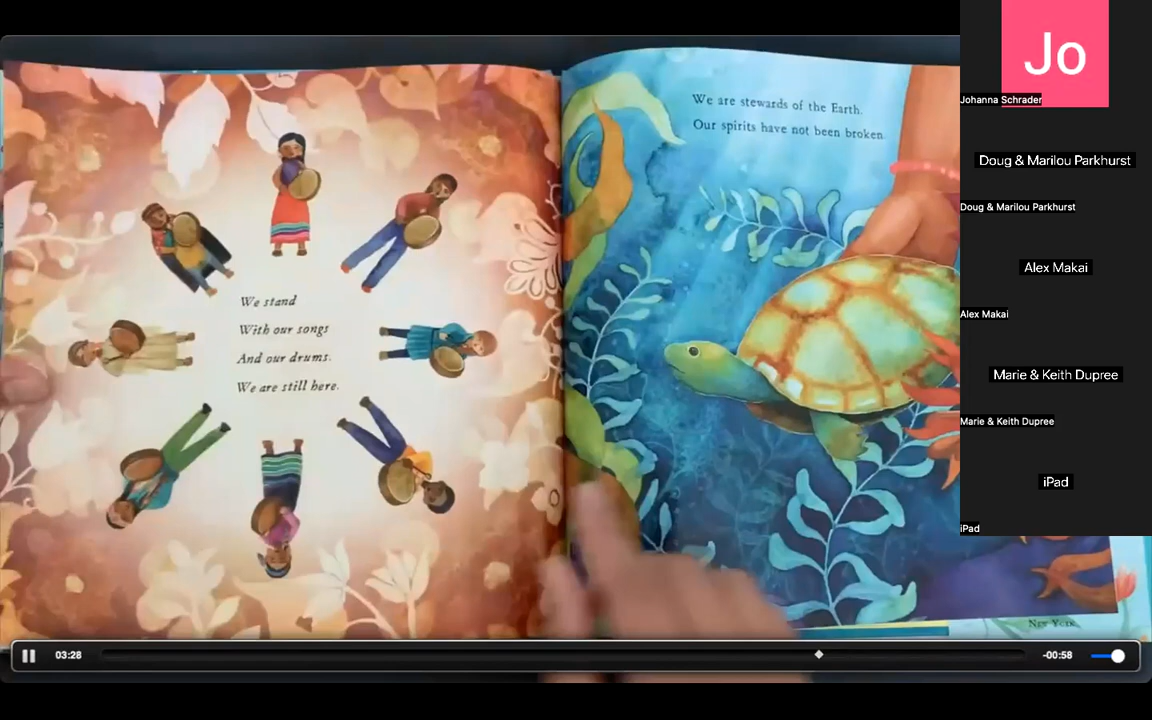 We stand
With our songs
And our drums.
We are still here.
We are stewards of the Earth.
Our spirits have not been broken.
NEW YORK
Jo
Johanna Schrader
Doug & Marilou Parkhurst
Doug & Marilou Parkhurst
Alex Makai
Alex Makai
Marie & Keith Dupree
Marie & Keith Dupree
iPad
iPad
03:28
-00:58